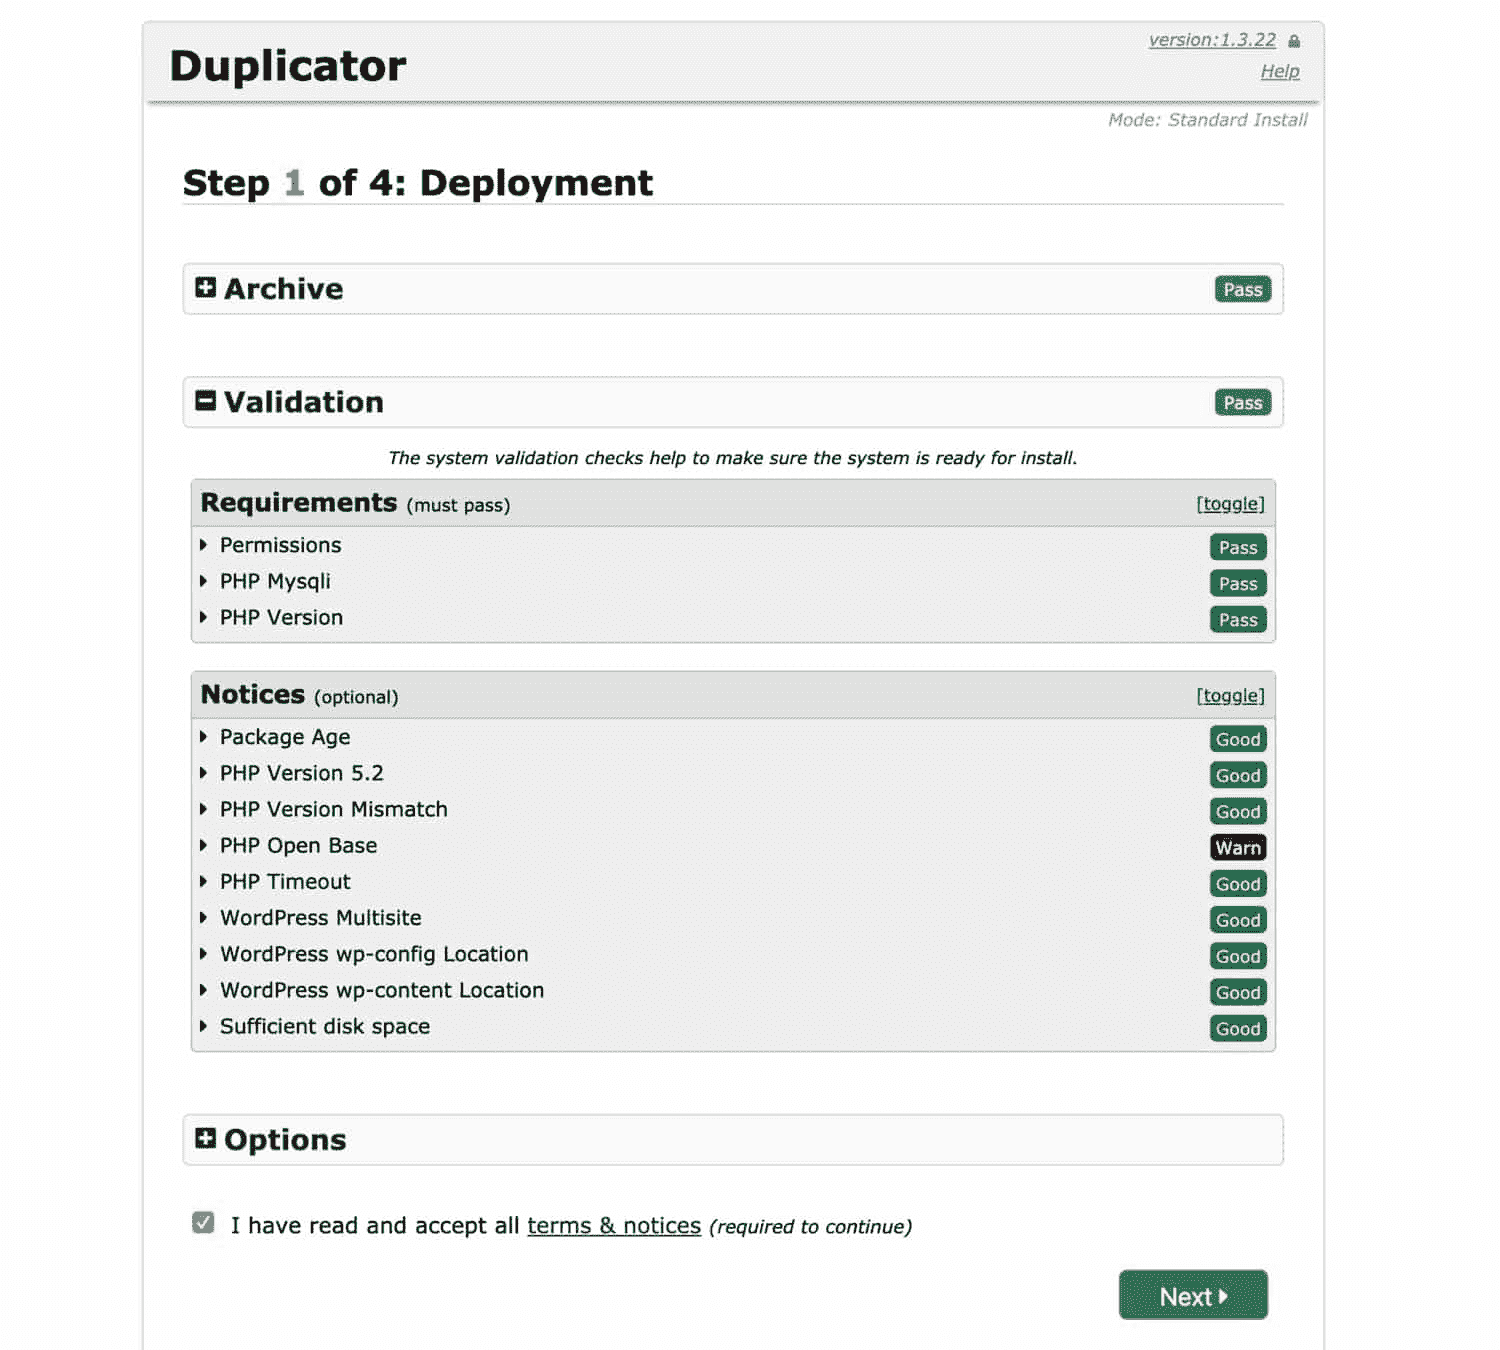 Duplicator
version:1.3.22
Help
Mode: Standard Install
Step 1 of 4: Deployment
Archive Pass
Validation Pass
The system validation checks help to make sure the system is ready for install.
Requirements (must pass) [toggle]
Permissions Pass
PHP Mysqli Pass
PHP Version Pass
Notices (optional) [toggle]
Package Age Good
PHP Version 5.2 Good
PHP Version Mismatch Good
PHP Open Base Warn
PHP Timeout Good
WordPress Multisite Good
WordPress wp-config Location Good
WordPress wp-content Location Good
Sufficient disk space Good
Options
I have read and accept all terms & notices (required to continue)
Next